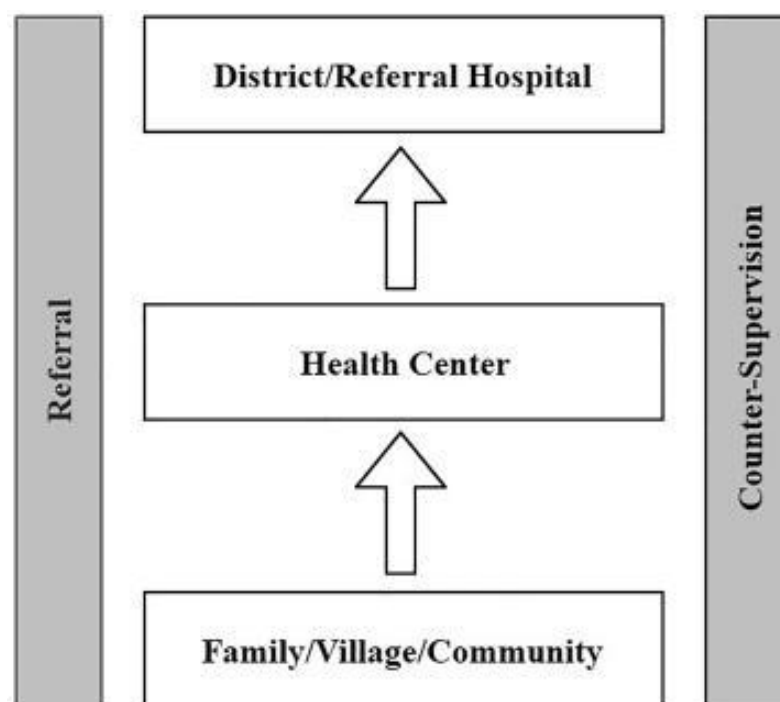 District/Referral Hospital
Referral
Health Center
Counter-Supervision
Family/Village/Community